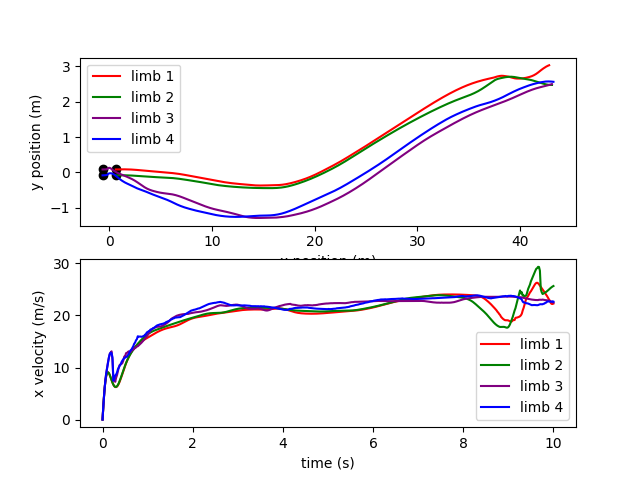 3
2
1
0
−1
y position (m)
limb 1
limb 2
limb 3
limb 4
0 10 20 30 40
x position (m)
30
20
10
0
x velocity (m/s)
limb 1
limb 2
limb 3
limb 4
0 2 4 6 8 10
time (s)